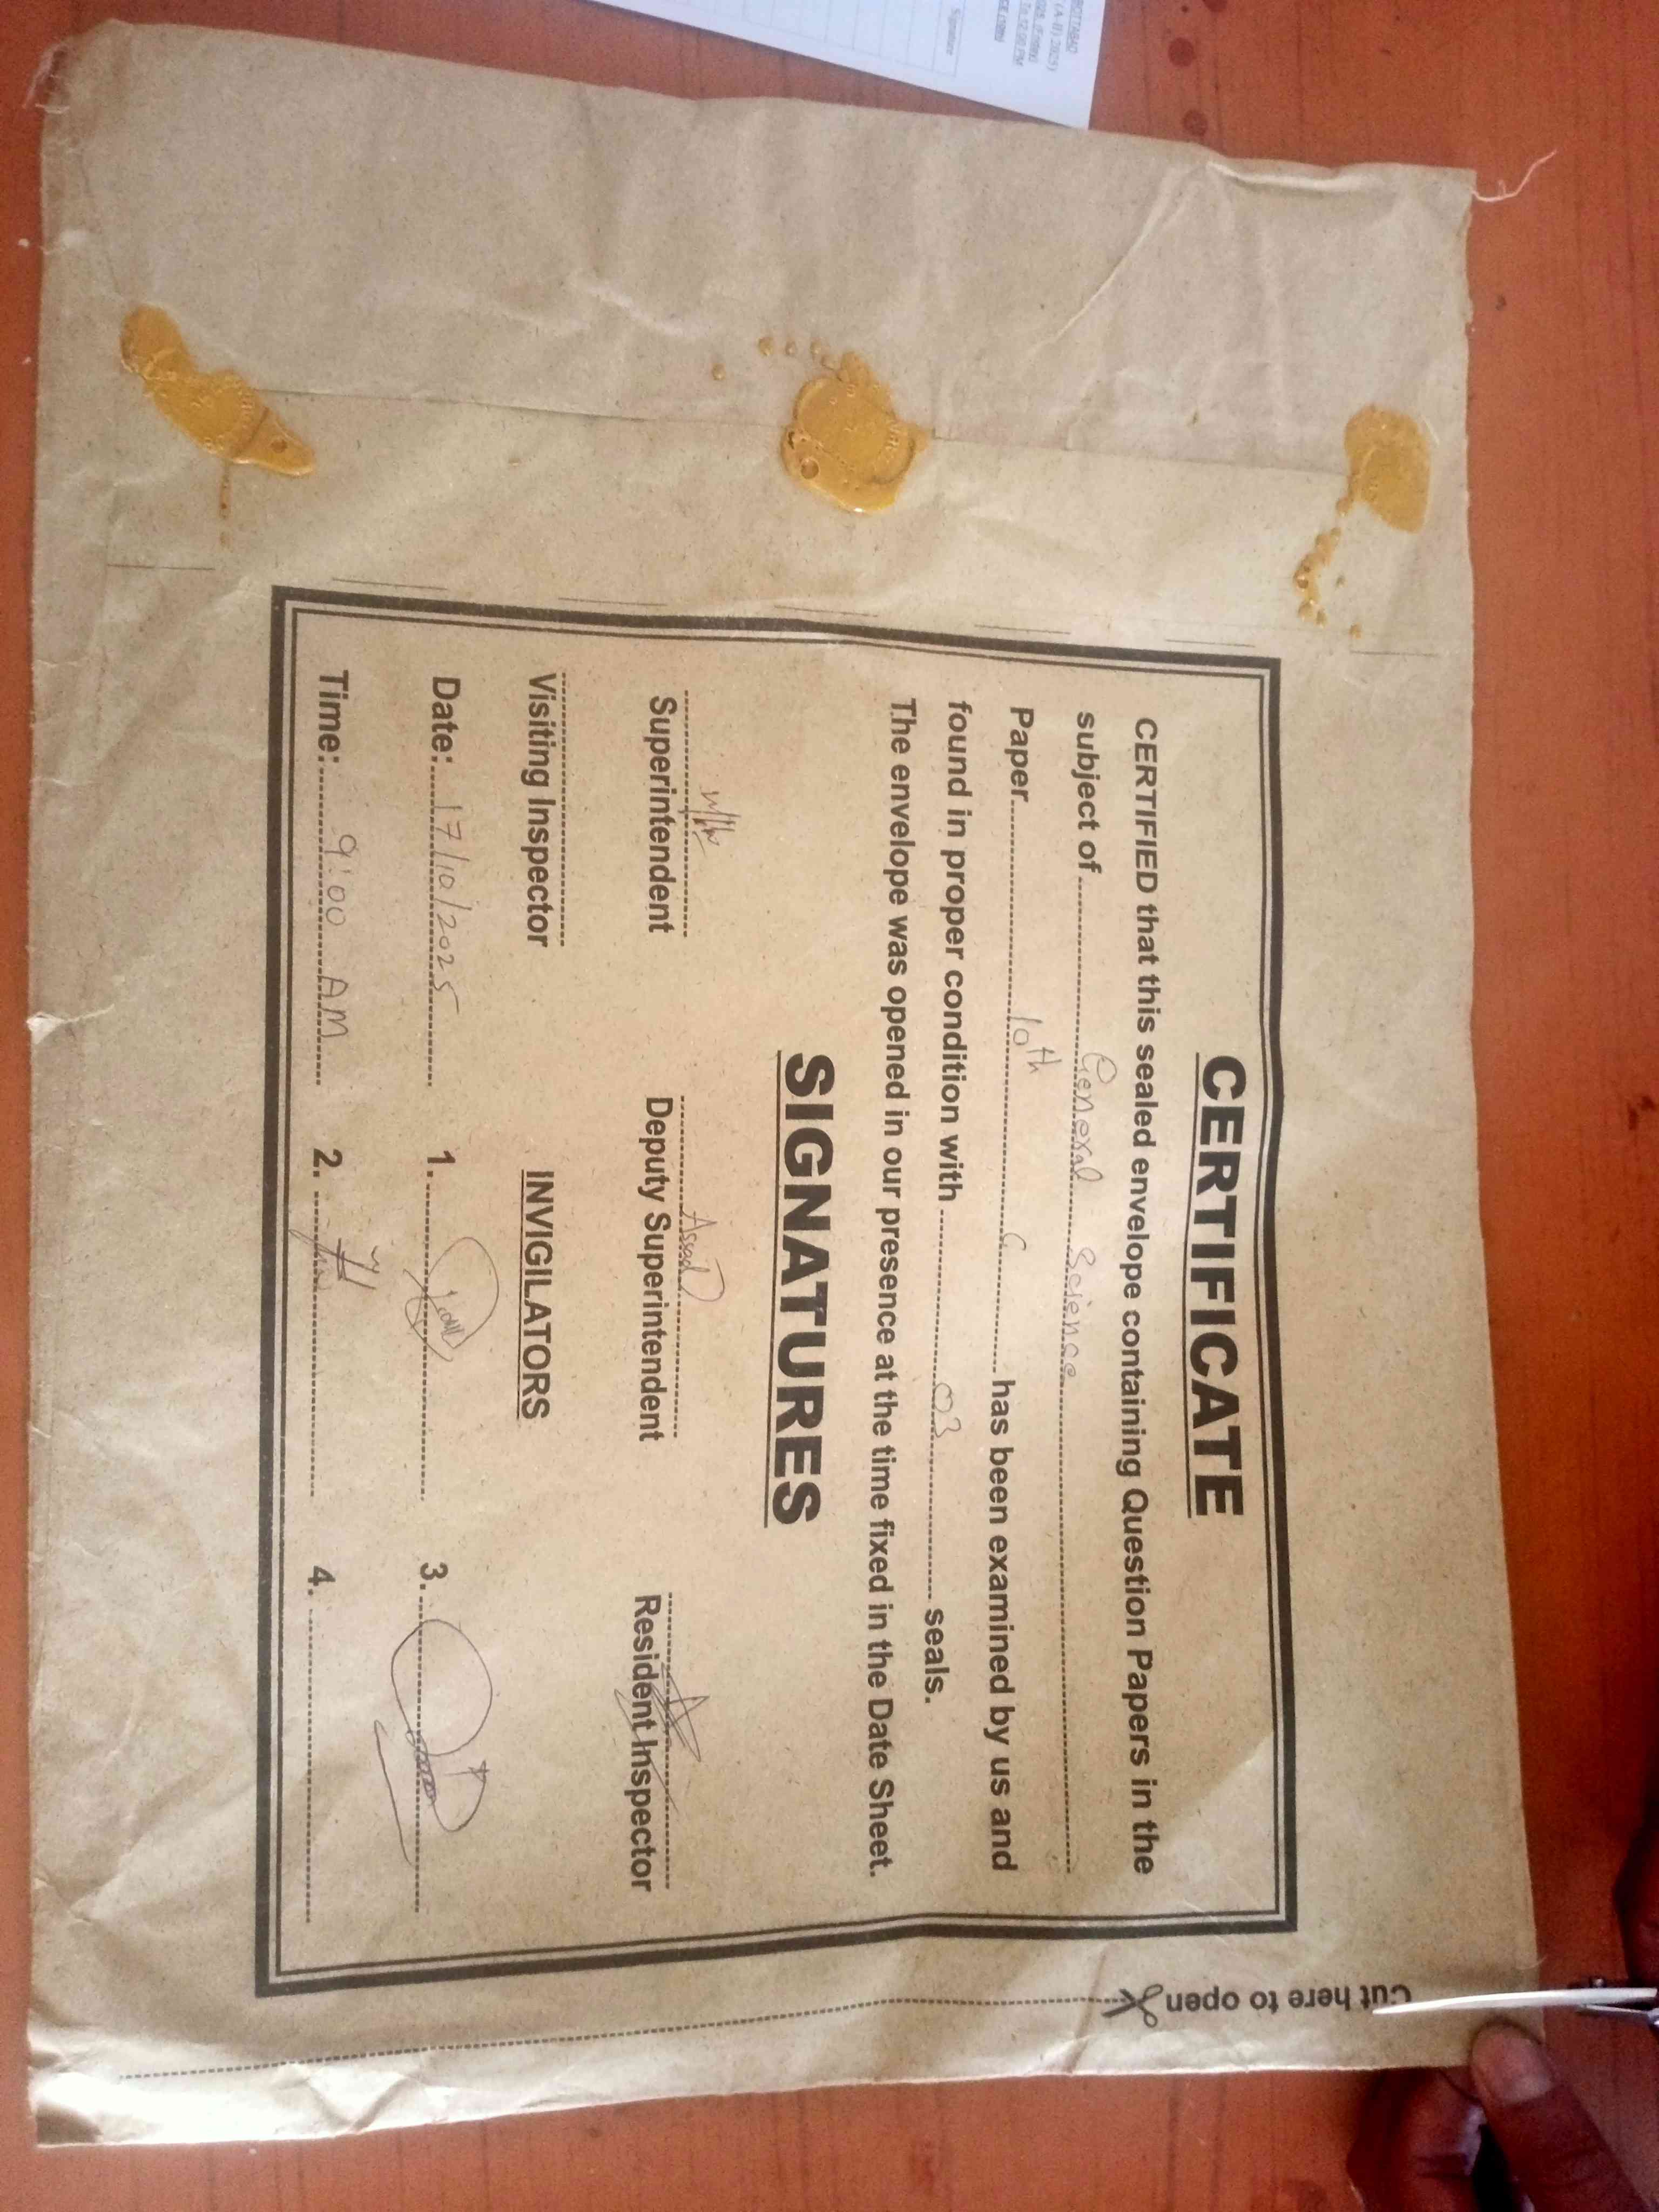 CERTIFICATE
CERTIFIED that this sealed envelope containing Question Papers in the
subject of General Science
Paper 10th G has been examined by us and
found in proper condition with 03 seals.
The envelope was opened in our presence at the time fixed in the Date Sheet.
SIGNATURES
Assad
Superintendent Deputy Superintendent Resident Inspector
Visiting Inspector INVIGILATORS
Date: 17/10/2025 1. 3.
Time: 9:00 AM 2. 4.
Cut here to open
Signature